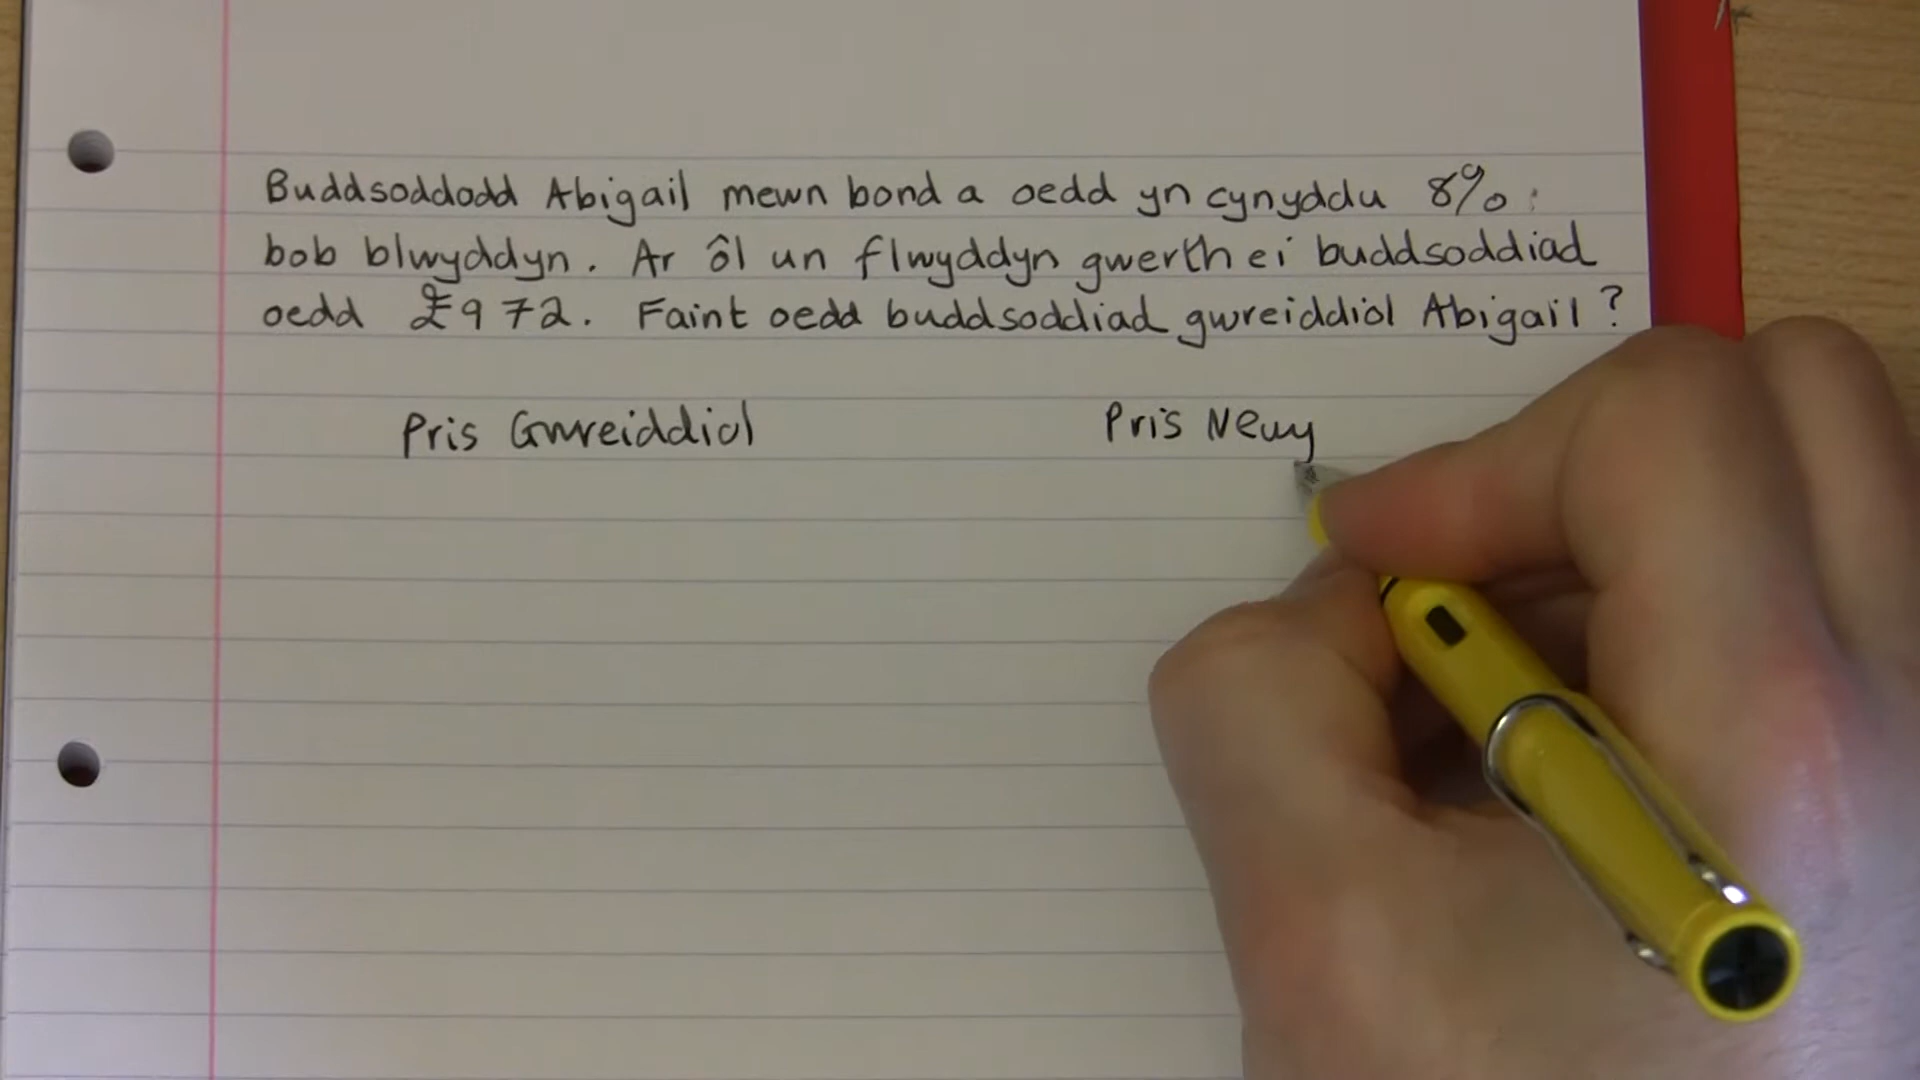 Buddsoddodd Abigail mewn bond a oedd yn cynyddu 8%
bob blwyddyn. Ar ôl un flwyddyn gwerth ei buddsoddiad
oedd £972. Faint oedd buddsoddiad gwreiddiol Abigail?
Pris Gwreiddiol Pris Newy